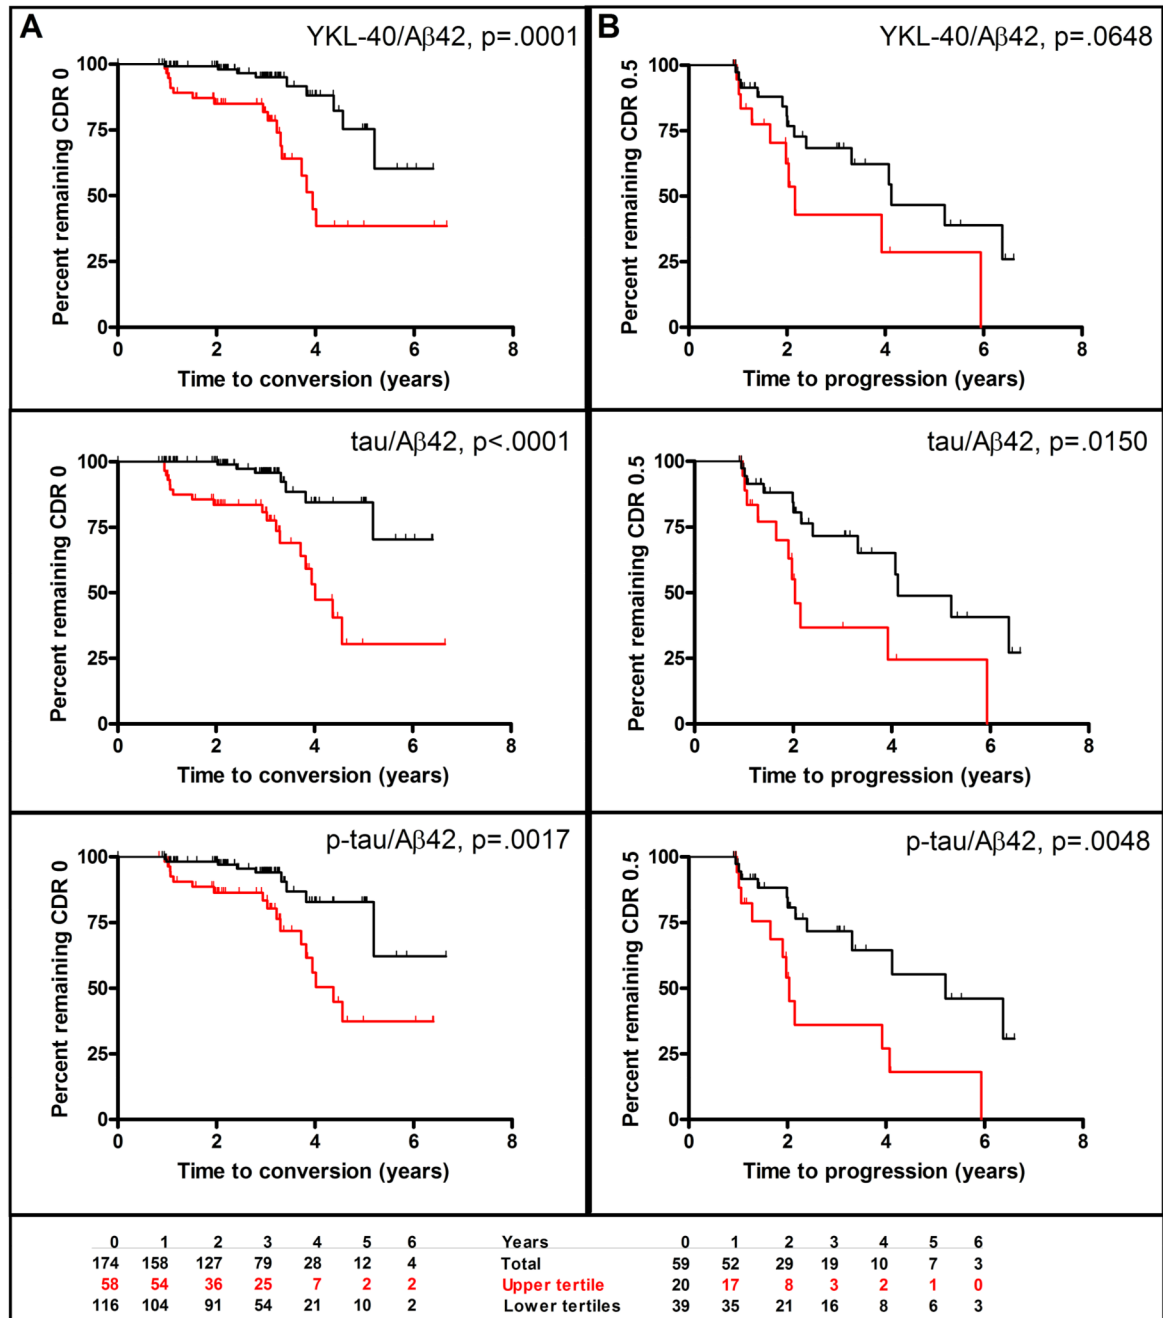 A
YKL-40/Aβ42, p=.0001
Percent remaining CDR 0
100
75
50
25
0
0 2 4 6 8
Time to conversion (years)
B
YKL-40/Aβ42, p=.0648
Percent remaining CDR 0.5
100
75
50
25
0
0 2 4 6 8
Time to progression (years)
tau/Aβ42, p<.0001
Percent remaining CDR 0
100
75
50
25
0
0 2 4 6 8
Time to conversion (years)
tau/Aβ42, p=.0150
Percent remaining CDR 0.5
100
75
50
25
0
0 2 4 6 8
Time to progression (years)
p-tau/Aβ42, p=.0017
Percent remaining CDR 0
100
75
50
25
0
0 2 4 6 8
Time to conversion (years)
p-tau/Aβ42, p=.0048
Percent remaining CDR 0.5
100
75
50
25
0
0 2 4 6 8
Time to progression (years)
0 1 2 3 4 5 6 Years 0 1 2 3 4 5 6
174 158 127 79 28 12 4 Total 59 52 29 19 10 7 3
58 54 36 25 7 2 2 Upper tertile 20 17 8 3 2 1 0
116 104 91 54 21 10 2 Lower tertiles 39 35 21 16 8 6 3